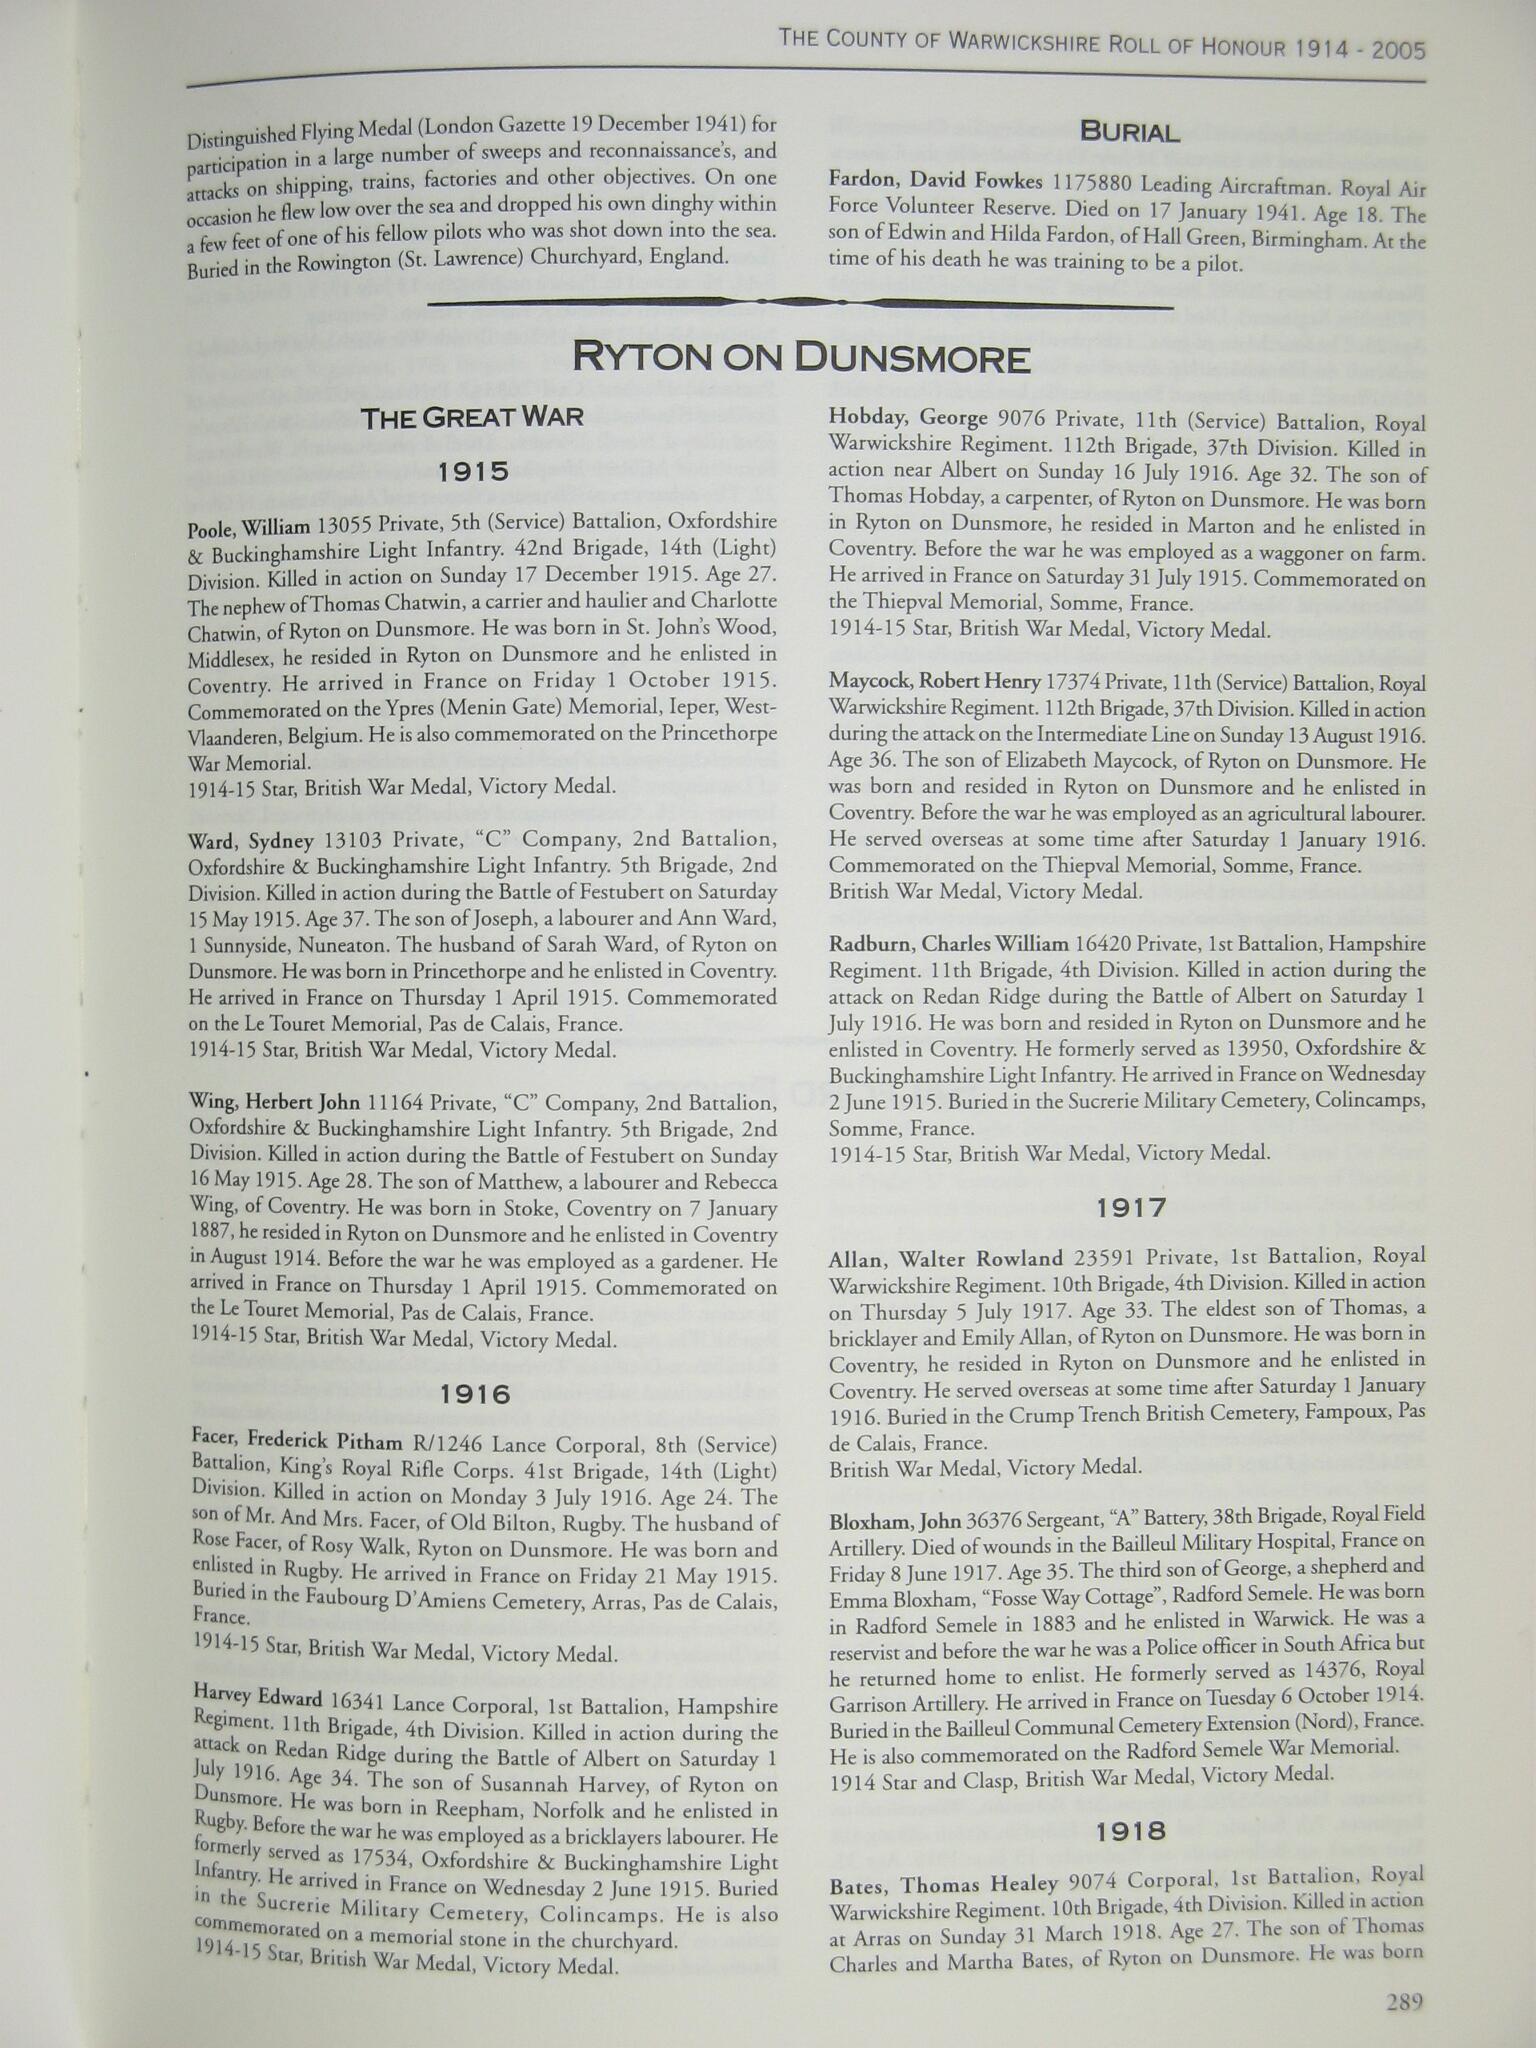 THE COUNTY OF WARWICKSHIRE ROLL OF HONOUR 1914 - 2005
Distinguished Flying Medal (London Gazette 19 December 1941) for
participation in a large number of sweeps and reconnaissance's, and
attacks on shipping, trains, factories and other objectives. On one
occasion he flew low over the sea and dropped his own dinghy within
a few feet of one of his fellow pilots who was shot down into the sea.
Buried in the Rowington (St. Lawrence) Churchyard, England.
BURIAL
Fardon, David Fowkes 1175880 Leading Aircraftman. Royal Air
Force Volunteer Reserve. Died on 17 January 1941. Age 18. The
son of Edwin and Hilda Fardon, of Hall Green, Birmingham. At the
time of his death he was training to be a pilot.
RYTON ON DUNSMORE
THE GREAT WAR
1915
Poole, William 13055 Private, 5th (Service) Battalion, Oxfordshire
& Buckinghamshire Light Infantry. 42nd Brigade, 14th (Light)
Division. Killed in action on Sunday 17 December 1915. Age 27.
The nephew of Thomas Chatwin, a carrier and haulier and Charlotte
Chatwin, of Ryton on Dunsmore. He was born in St. John's Wood,
Middlesex, he resided in Ryton on Dunsmore and he enlisted in
Coventry. He arrived in France on Friday 1 October 1915.
Commemorated on the Ypres (Menin Gate) Memorial, Ieper, West-
Vlaanderen, Belgium. He is also commemorated on the Princethorpe
War Memorial.
1914-15 Star, British War Medal, Victory Medal.
Ward, Sydney 13103 Private, "C" Company, 2nd Battalion,
Oxfordshire & Buckinghamshire Light Infantry. 5th Brigade, 2nd
Division. Killed in action during the Battle of Festubert on Saturday
15 May 1915. Age 37. The son of Joseph, a labourer and Ann Ward,
1 Sunnyside, Nuneaton. The husband of Sarah Ward, of Ryton on
Dunsmore. He was born in Princethorpe and he enlisted in Coventry.
He arrived in France on Thursday 1 April 1915. Commemorated
on the Le Touret Memorial, Pas de Calais, France.
1914-15 Star, British War Medal, Victory Medal.
Wing, Herbert John 11164 Private, "C" Company, 2nd Battalion,
Oxfordshire & Buckinghamshire Light Infantry. 5th Brigade, 2nd
Division. Killed in action during the Battle of Festubert on Sunday
16 May 1915. Age 28. The son of Matthew, a labourer and Rebecca
Wing, of Coventry. He was born in Stoke, Coventry on 7 January
1887, he resided in Ryton on Dunsmore and he enlisted in Coventry
in August 1914. Before the war he was employed as a gardener. He
arrived in France on Thursday 1 April 1915. Commemorated on
the Le Touret Memorial, Pas de Calais, France.
1914-15 Star, British War Medal, Victory Medal.
1916
Facer, Frederick Pitham R/1246 Lance Corporal, 8th (Service)
Battalion, King's Royal Rifle Corps. 41st Brigade, 14th (Light)
Division. Killed in action on Monday 3 July 1916. Age 24. The
son of Mr. And Mrs. Facer, of Old Bilton, Rugby. The husband of
Rose Facer, of Rosy Walk, Ryton on Dunsmore. He was born and
enlisted in Rugby. He arrived in France on Friday 21 May 1915.
Buried in the Faubourg D'Amiens Cemetery, Arras, Pas de Calais,
France.
1914-15 Star, British War Medal, Victory Medal.
Harvey Edward 16341 Lance Corporal, 1st Battalion, Hampshire
Regiment. 11th Brigade, 4th Division. Killed in action during the
attack on Redan Ridge during the Battle of Albert on Saturday 1
July 1916. Age 34. The son of Susannah Harvey, of Ryton on
Dunsmore. He was born in Reepham, Norfolk and he enlisted in
Rugby. Before the war he was employed as a bricklayers labourer. He
formerly served as 17534, Oxfordshire & Buckinghamshire Light
Infantry. He arrived in France on Wednesday 2 June 1915. Buried
in the Sucrerie Military Cemetery, Colincamps. He is also
commemorated on a memorial stone in the churchyard.
1914-15 Star, British War Medal, Victory Medal.
Hobday, George 9076 Private, 11th (Service) Battalion, Royal
Warwickshire Regiment. 112th Brigade, 37th Division. Killed in
action near Albert on Sunday 16 July 1916. Age 32. The son of
Thomas Hobday, a carpenter, of Ryton on Dunsmore. He was born
in Ryton on Dunsmore, he resided in Marton and he enlisted in
Coventry. Before the war he was employed as a waggoner on farm.
He arrived in France on Saturday 31 July 1915. Commemorated on
the Thiepval Memorial, Somme, France.
1914-15 Star, British War Medal, Victory Medal.
Maycock, Robert Henry 17374 Private, 11th (Service) Battalion, Royal
Warwickshire Regiment. 112th Brigade, 37th Division. Killed in action
during the attack on the Intermediate Line on Sunday 13 August 1916.
Age 36. The son of Elizabeth Maycock, of Ryton on Dunsmore. He
was born and resided in Ryton on Dunsmore and he enlisted in
Coventry. Before the war he was employed as an agricultural labourer.
He served overseas at some time after Saturday 1 January 1916.
Commemorated on the Thiepval Memorial, Somme, France.
British War Medal, Victory Medal.
Radburn, Charles William 16420 Private, 1st Battalion, Hampshire
Regiment. 11th Brigade, 4th Division. Killed in action during the
attack on Redan Ridge during the Battle of Albert on Saturday 1
July 1916. He was born and resided in Ryton on Dunsmore and he
enlisted in Coventry. He formerly served as 13950, Oxfordshire &
Buckinghamshire Light Infantry. He arrived in France on Wednesday
2 June 1915. Buried in the Sucrerie Military Cemetery, Colincamps,
Somme, France.
1914-15 Star, British War Medal, Victory Medal.
1917
Allan, Walter Rowland 23591 Private, 1st Battalion, Royal
Warwickshire Regiment. 10th Brigade, 4th Division. Killed in action
on Thursday 5 July 1917. Age 33. The eldest son of Thomas, a
bricklayer and Emily Allan, of Ryton on Dunsmore. He was born in
Coventry, he resided in Ryton on Dunsmore and he enlisted in
Coventry. He served overseas at some time after Saturday 1 January
1916. Buried in the Crump Trench British Cemetery, Fampoux, Pas
de Calais, France.
British War Medal, Victory Medal.
Bloxham, John 36376 Sergeant, "A" Battery, 38th Brigade, Royal Field
Artillery. Died of wounds in the Bailleul Military Hospital, France on
Friday 8 June 1917. Age 35. The third son of George, a shepherd and
Emma Bloxham, "Fosse Way Cottage", Radford Semele. He was born
in Radford Semele in 1883 and he enlisted in Warwick. He was a
reservist and before the war he was a Police officer in South Africa but
he returned home to enlist. He formerly served as 14376, Royal
Garrison Artillery. He arrived in France on Tuesday 6 October 1914.
Buried in the Bailleul Communal Cemetery Extension (Nord), France.
He is also commemorated on the Radford Semele War Memorial.
1914 Star and Clasp, British War Medal, Victory Medal.
1918
Bates, Thomas Healey 9074 Corporal, 1st Battalion, Royal
Warwickshire Regiment. 10th Brigade, 4th Division. Killed in action
at Arras on Sunday 31 March 1918. Age 27. The son of Thomas
Charles and Martha Bates, of Ryton on Dunsmore. He was born
289